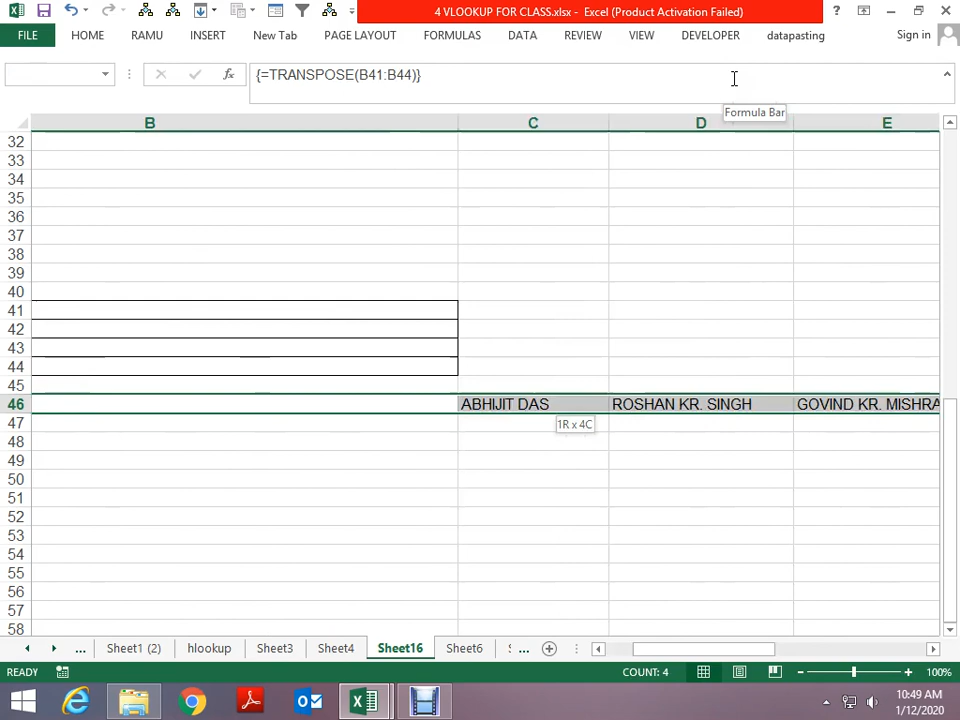 4 VLOOKUP FOR CLASS.xlsx - Excel (Product Activation Failed)
FILE HOME RAMU INSERT New Tab PAGE LAYOUT FORMULAS DATA REVIEW VIEW DEVELOPER datapasting Sign in
{=TRANSPOSE(B41:B44)}
Formula Bar
B C D E
32
33
34
35
36
37
38
39
40
41
42
43
44
45
46 ABHIJIT DAS ROSHAN KR. SINGH GOVIND KR. MISHRA
47 1R x 4C
48
49
50
51
52
53
54
55
56
57
58
... Sheet1 (2) hlookup Sheet3 Sheet4 Sheet16 Sheet6 ...
READY COUNT: 4 100%
10:49 AM
1/12/2020